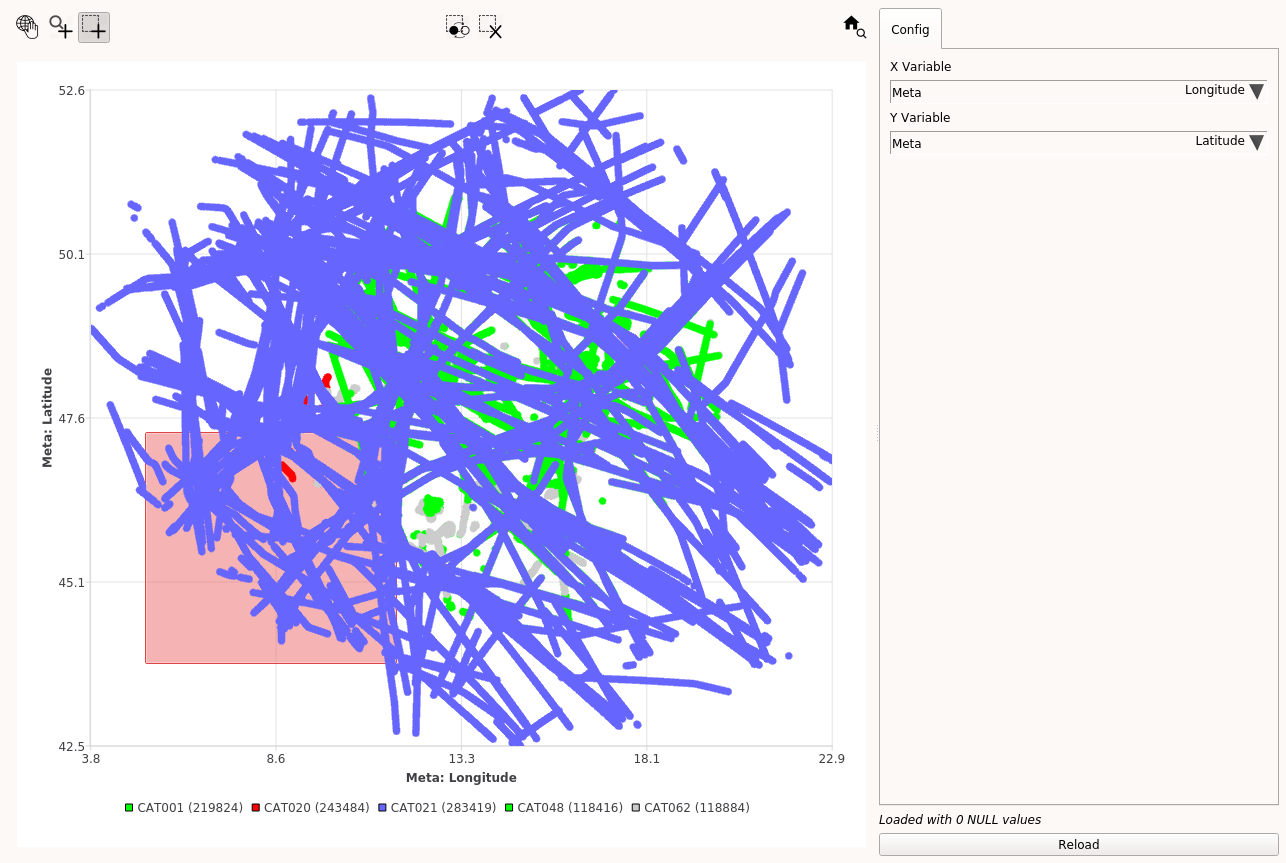 Config
X Variable
Meta Longitude
Y Variable
Meta Latitude
52.6
50.1
47.6
45.1
42.5
Meta: Latitude
3.8 8.6 13.3 18.1 22.9
Meta: Longitude
CAT001 (219824) CAT020 (243484) CAT021 (283419) CAT048 (118416) CAT062 (118884)
Loaded with 0 NULL values
Reload